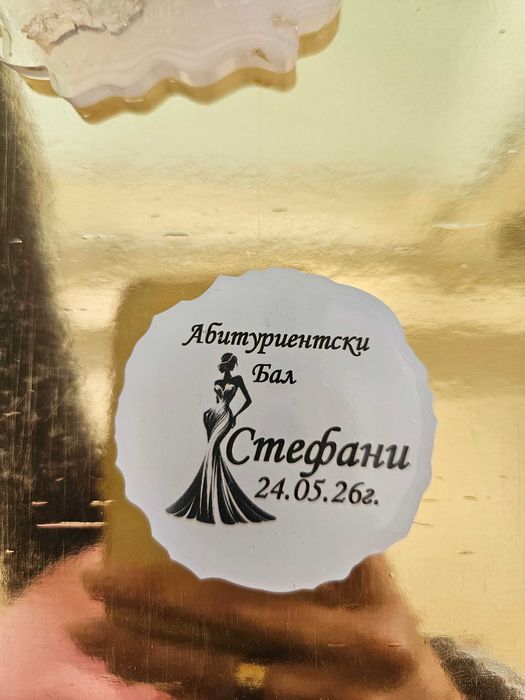 Абитуриентски
Бал
Стефани
24.05.26г.